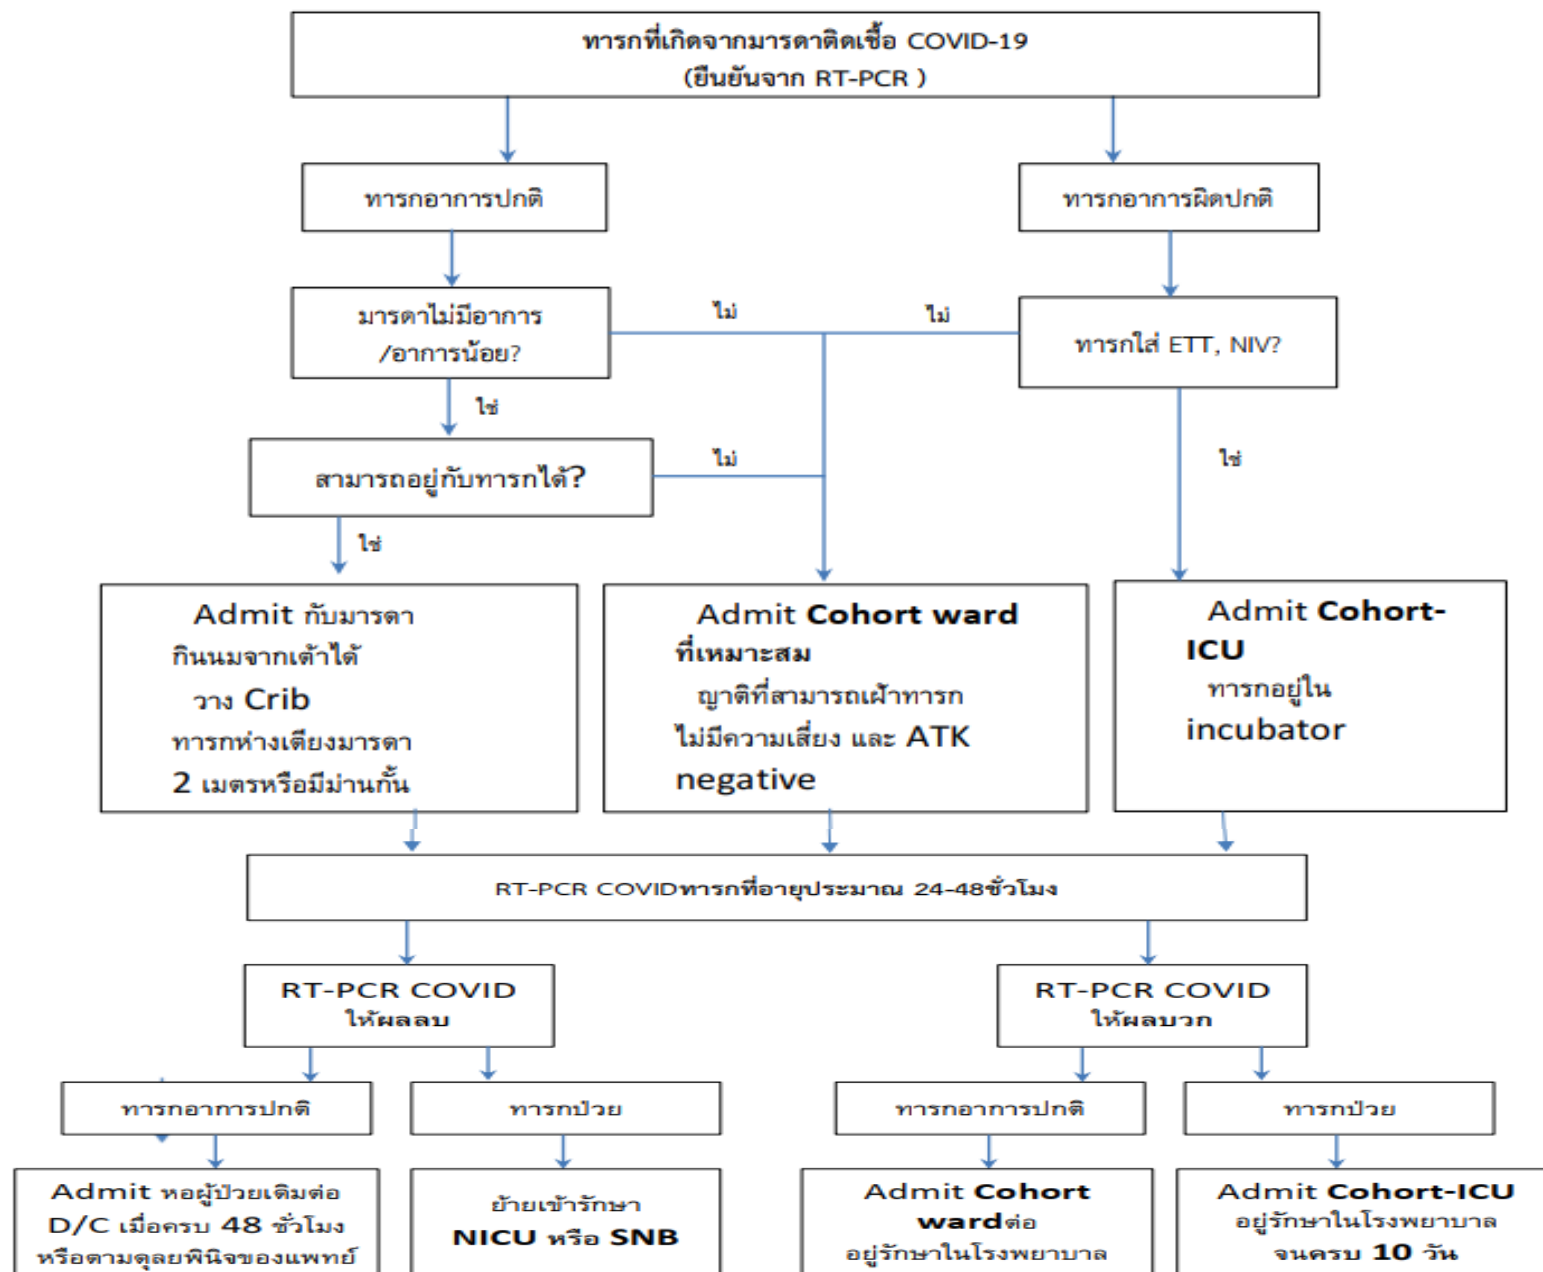 ทารกที่เกิดจากมารดาติดเชื้อ COVID-19
(ยืนยันจาก RT-PCR )
ทารกอาการปกติ
ทารกอาการผิดปกติ
มารดาไม่มีอาการ
/อาการน้อย?
ไม่
ไม่
ทารกใส่ ETT, NIV?
ใช่
สามารถอยู่กับทารกได้?
ไม่
ใช่
ใช่
Admit กับมารดา
กินนมจากเต้าได้
วาง Crib
ทารกห่างเตียงมารดา
2 เมตรหรือมีม่านกั้น
Admit Cohort ward
ที่เหมาะสม
ญาติที่สามารถเฝ้าทารก
ไม่มีความเสี่ยง และ ATK
negative
Admit Cohort-
ICU
ทารกอยู่ใน
incubator
RT-PCR COVIDทารกที่อายุประมาณ 24-48ชั่วโมง
RT-PCR COVID
ให้ผลลบ
RT-PCR COVID
ให้ผลบวก
ทารกอาการปกติ
ทารกป่วย
ทารกอาการปกติ
ทารกป่วย
Admit หอผู้ป่วยเดิมต่อ
D/C เมื่อครบ 48 ชั่วโมง
หรือตามดุลยพินิจของแพทย์
ย้ายเข้ารักษา
NICU หรือ SNB
Admit Cohort
wardต่อ
อยู่รักษาในโรงพยาบาล
Admit Cohort-ICU
อยู่รักษาในโรงพยาบาล
จนครบ 10 วัน